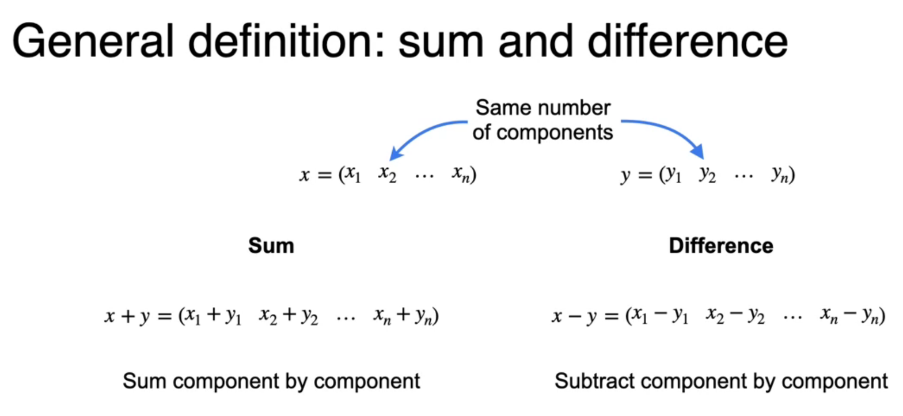 General definition: sum and difference
Same number
of components
x = (x₁ x₂ … xₙ)
y = (y₁ y₂ … yₙ)
Sum
Difference
x + y = (x₁ + y₁ x₂ + y₂ … xₙ + yₙ)
x − y = (x₁ − y₁ x₂ − y₂ … xₙ − yₙ)
Sum component by component
Subtract component by component